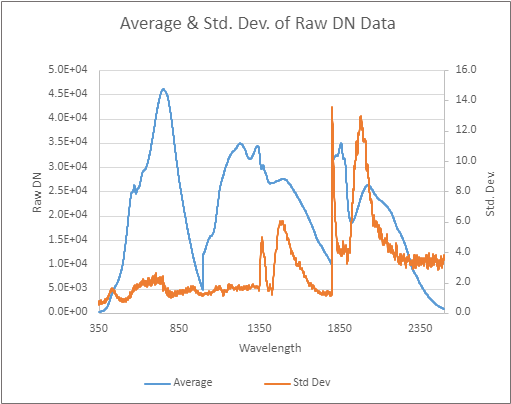 Average & Std. Dev. of Raw DN Data
5.0E+04
4.5E+04
4.0E+04
3.5E+04
3.0E+04
2.5E+04
2.0E+04
1.5E+04
1.0E+04
5.0E+03
0.0E+00
Raw DN
16.0
14.0
12.0
10.0
8.0
6.0
4.0
2.0
0.0
Std. Dev.
350 850 1350 1850 2350
Wavelength
Average Std Dev